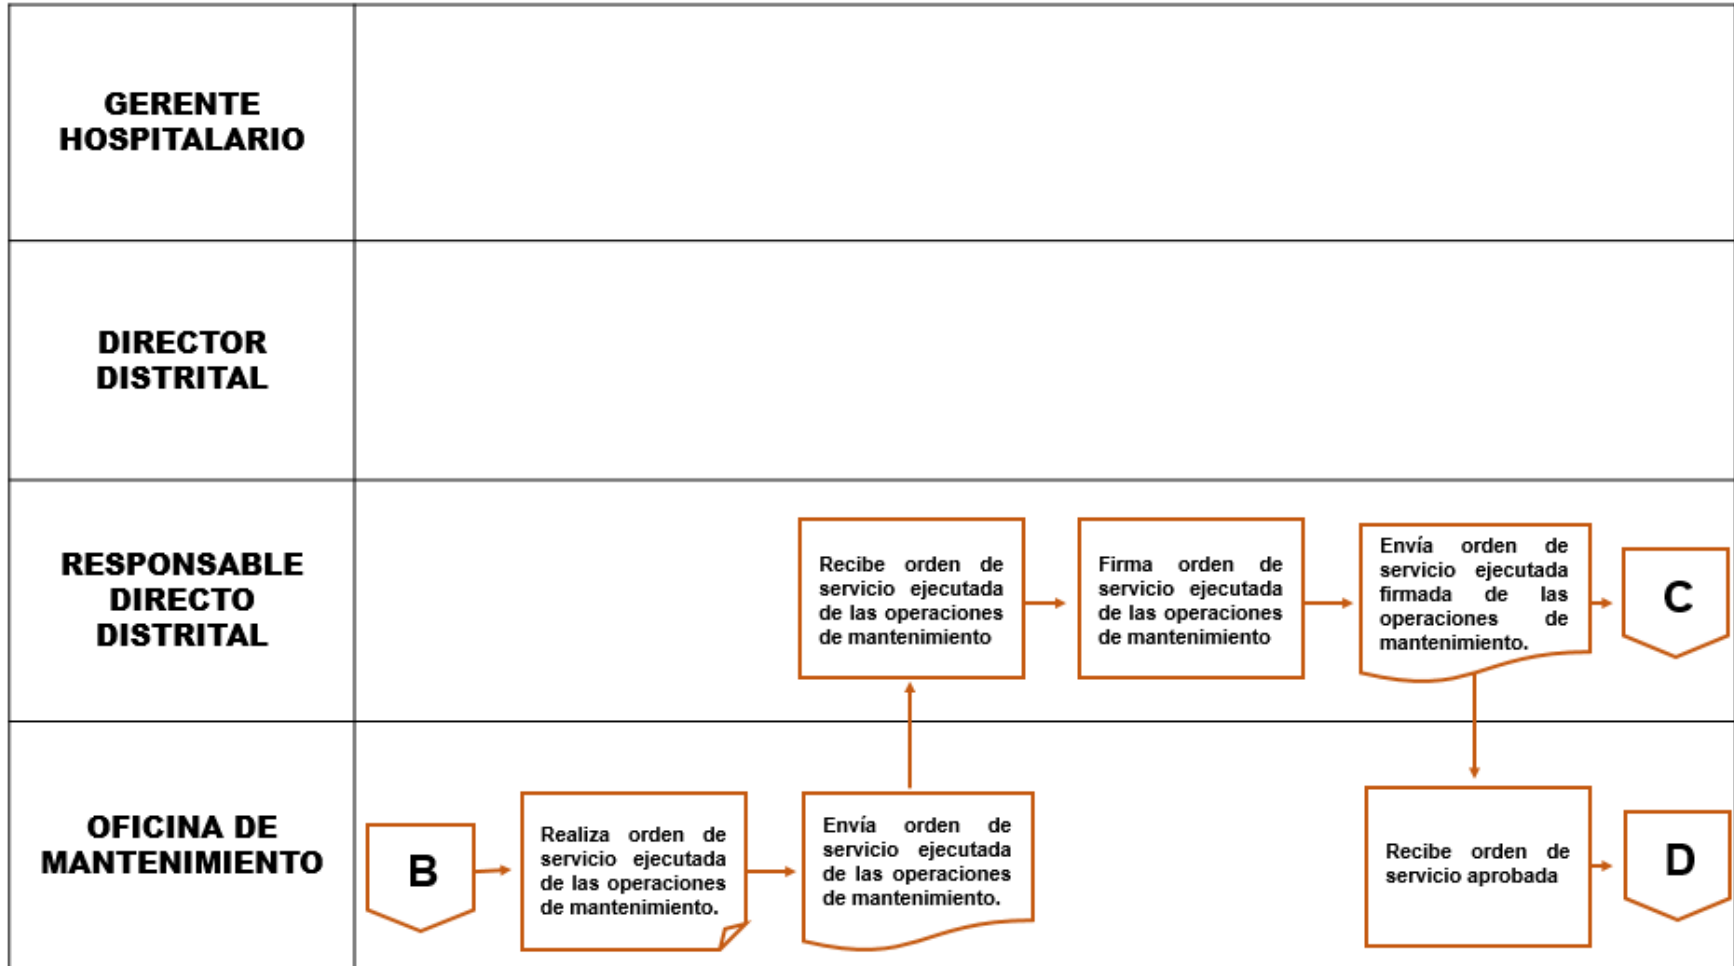 GERENTE
HOSPITALARIO
DIRECTOR
DISTRITAL
RESPONSABLE
DIRECTO
DISTRITAL
Recibe orden de
servicio ejecutada
de las operaciones
de mantenimiento
Firma orden de
servicio ejecutada
de las operaciones
de mantenimiento
Envía orden de
servicio ejecutada
firmada de las
operaciones de
mantenimiento.
C
OFICINA DE
MANTENIMIENTO
B
Realiza orden de
servicio ejecutada
de las operaciones
de mantenimiento.
Envía orden de
servicio ejecutada
de las operaciones
de mantenimiento.
Recibe orden de
servicio aprobada
D